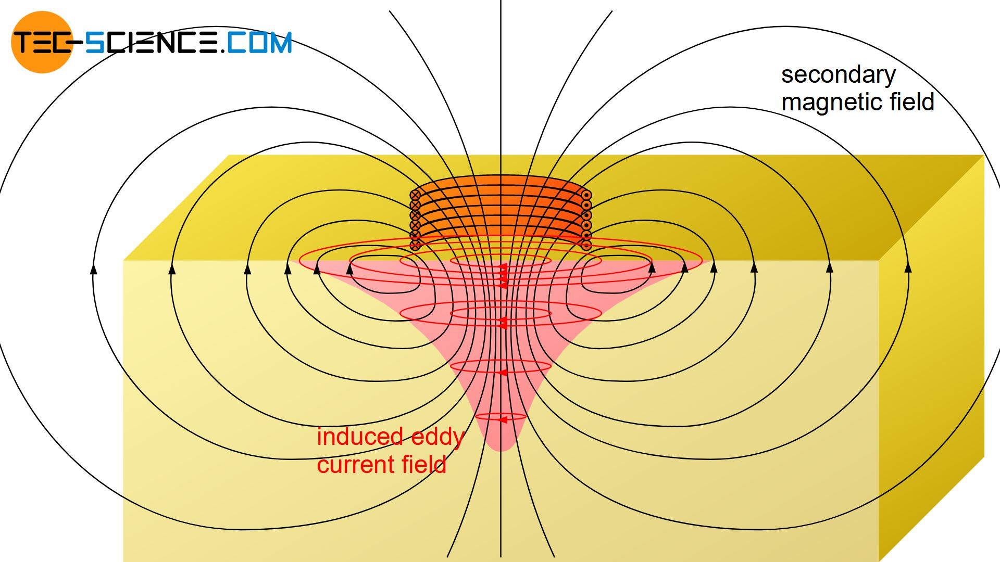 TEC-SCIENCE.COM
secondary
magnetic field
induced eddy
current field